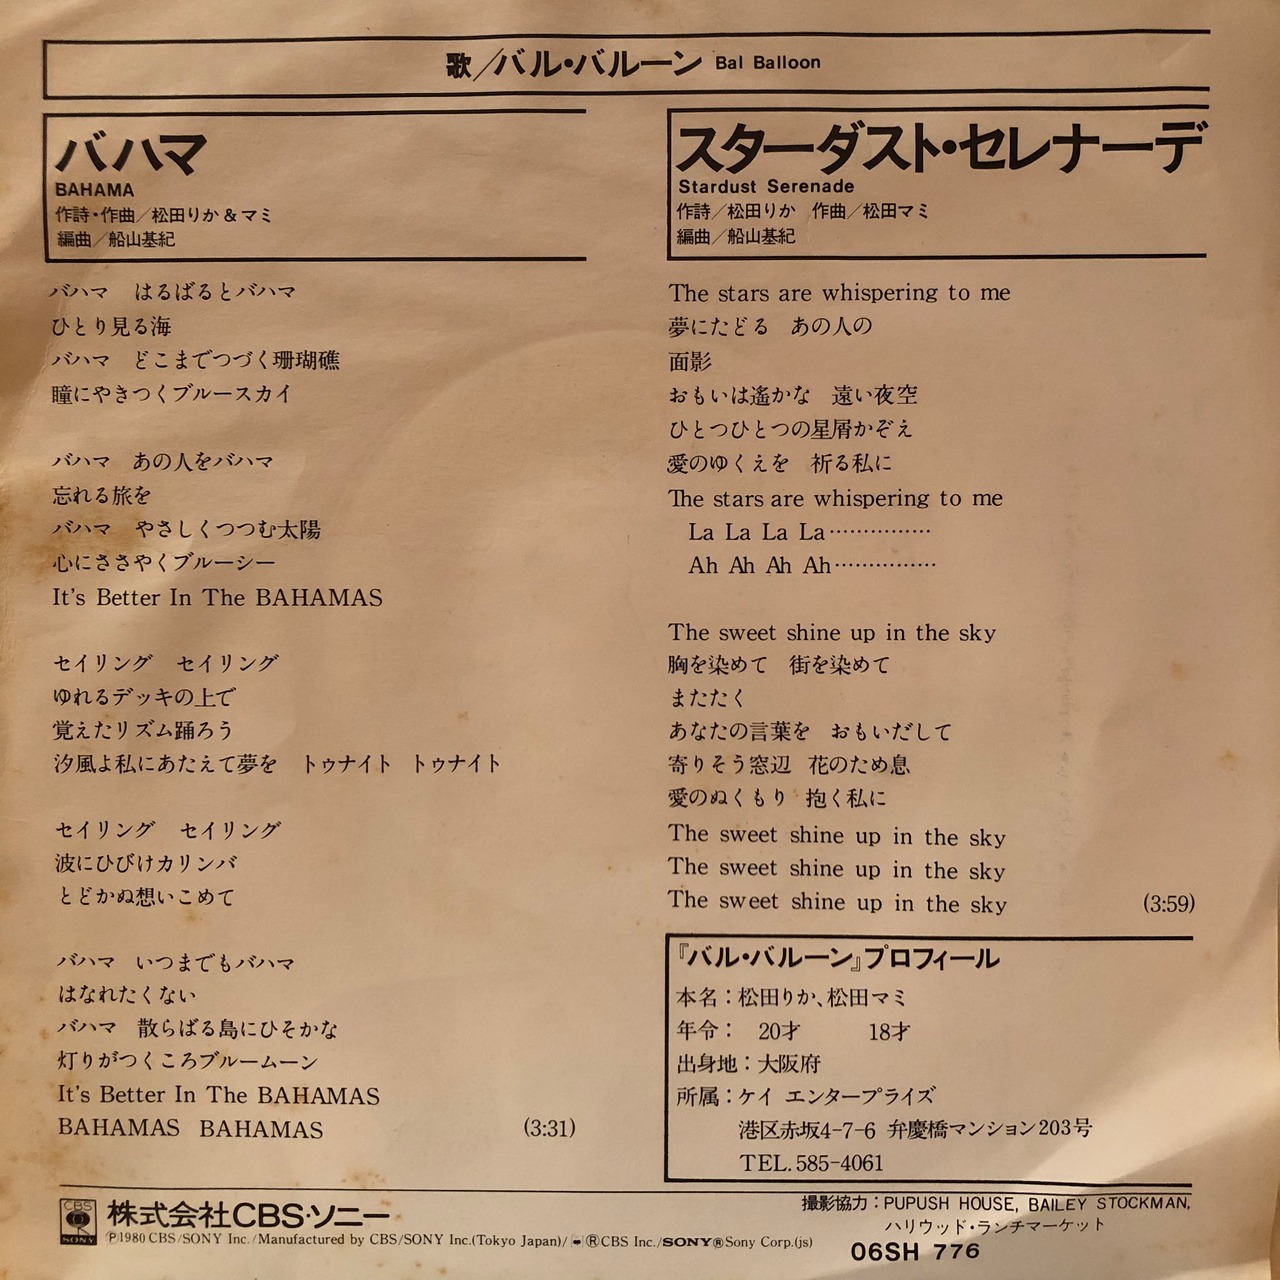 歌／バル・バルーン Bal Balloon
バハマ
BAHAMA
作詩・作曲／松田りか＆マミ
編曲／船山基紀
バハマ　はるばるとバハマ
ひとり見る海
バハマ　どこまでつづく珊瑚礁
瞳にやきつくブルースカイ
バハマ　あの人をバハマ
忘れる旅を
バハマ　やさしくつつむ太陽
心にささやくブルーシー
It's Better In The BAHAMAS
セイリング　セイリング
ゆれるデッキの上で
覚えたリズム踊ろう
汐風よ私にあたえて夢を　トゥナイト　トゥナイト
セイリング　セイリング
波にひびけカリンバ
とどかぬ想いこめて
バハマ　いつまでもバハマ
はなれたくない
バハマ　散らばる島にひそかな
灯りがつくころブルームーン
It's Better In The BAHAMAS
BAHAMAS BAHAMAS (3:31)
スターダスト・セレナーデ
Stardust Serenade
作詩／松田りか　作曲／松田マミ
編曲／船山基紀
The stars are whispering to me
夢にたどる　あの人の
面影
おもいは遙かな　遠い夜空
ひとつひとつの星屑かぞえ
愛のゆくえを　祈る私に
The stars are whispering to me
La La La La……………
Ah Ah Ah Ah……………
The sweet shine up in the sky
胸を染めて　街を染めて
またたく
あなたの言葉を　おもいだして
寄りそう窓辺　花のため息
愛のぬくもり　抱く私に
The sweet shine up in the sky
The sweet shine up in the sky
The sweet shine up in the sky (3:59)
『バル・バルーン』プロフィール
本名：松田りか、松田マミ
年令：　20才　　18才
出身地：大阪府
所属：ケイ エンタープライズ
港区赤坂4-7-6 弁慶橋マンション203号
TEL.585-4061
CBS
SONY
株式会社CBS・ソニー
Ⓟ1980 CBS/SONY Inc./Manufactured by CBS/SONY Inc.(Tokyo Japan)/ ⓇCBS Inc./SONYⓇSony Corp.(js)
撮影協力：PUPUSH HOUSE, BAILEY STOCKMAN,
ハリウッド・ランチマーケット
06SH 776